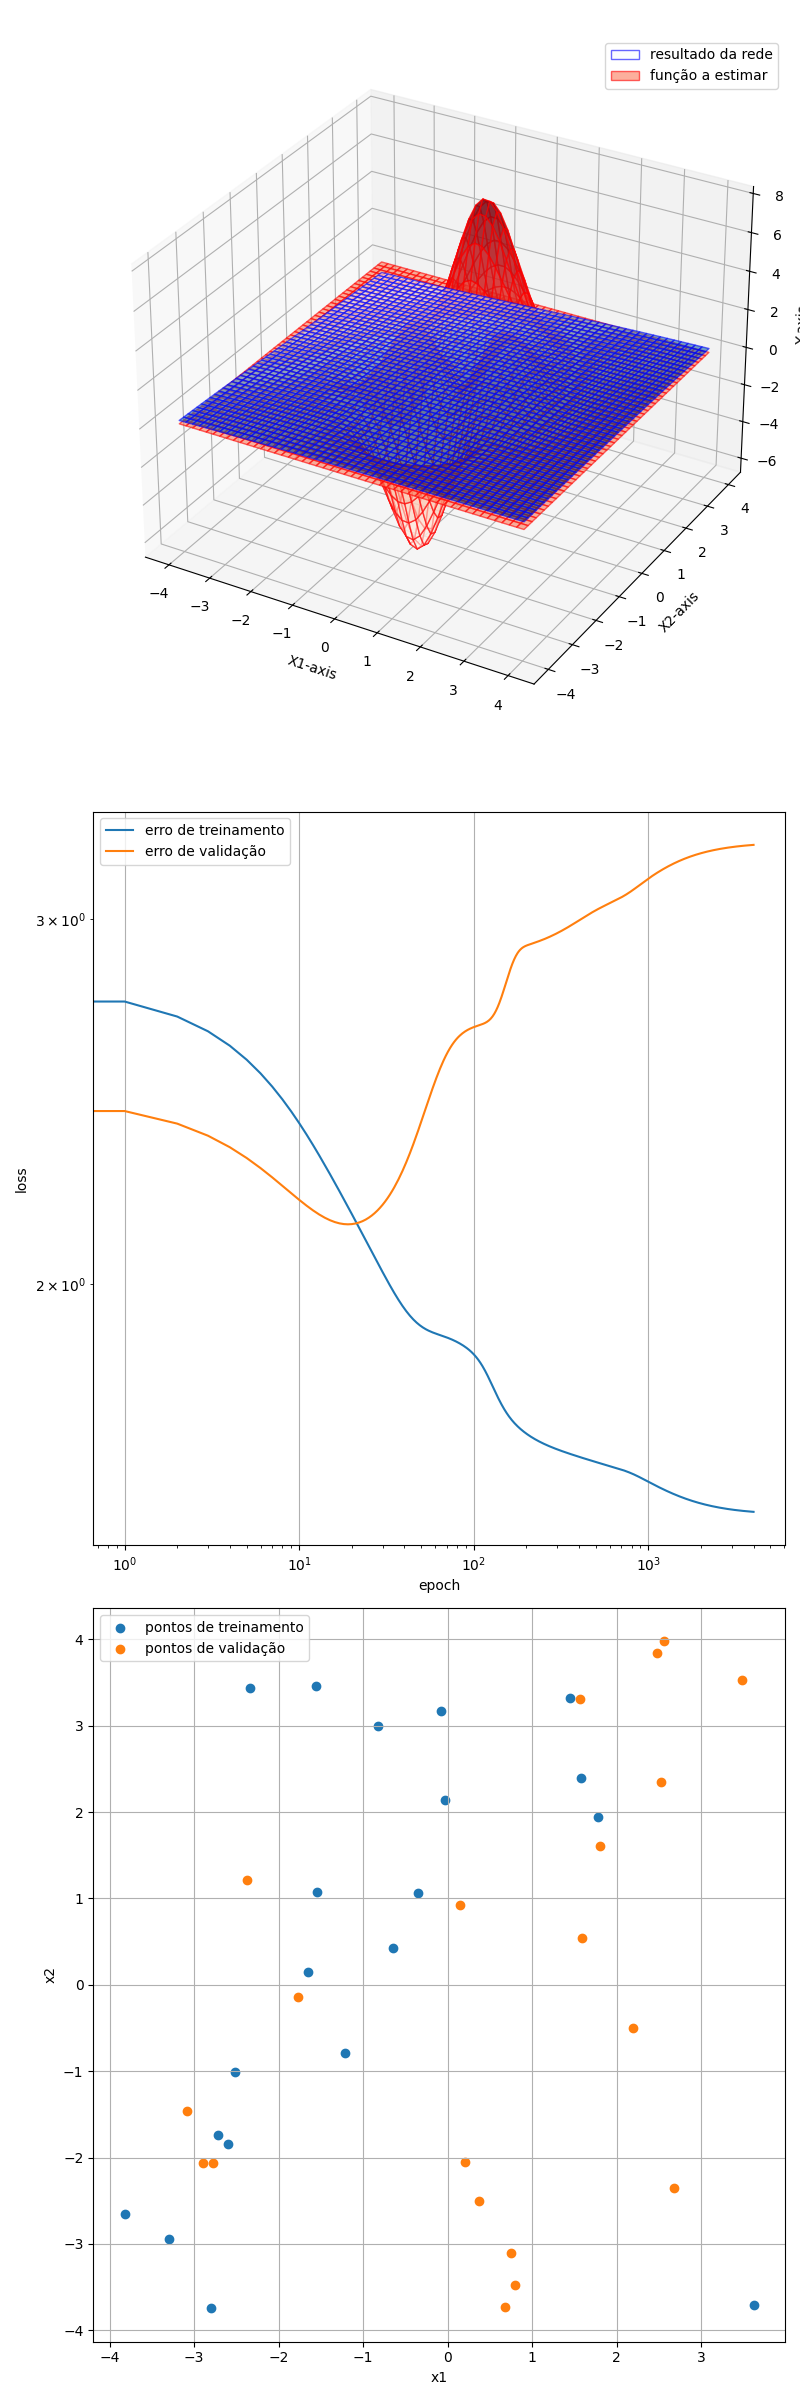 resultado da rede
função a estimar
8
6
4
2
0
−2
−4
−6
−4
−3
−2
−1
0
1
2
3
4
X1-axis
−4
−3
−2
−1
0
1
2
3
4
X2-axis
erro de treinamento
erro de validação
3 × 10⁰
2 × 10⁰
loss
10⁰ 10¹ 10² 10³
epoch
pontos de treinamento
pontos de validação
4
3
2
1
0
−1
−2
−3
−4
x2
−4 −3 −2 −1 0 1 2 3
x1